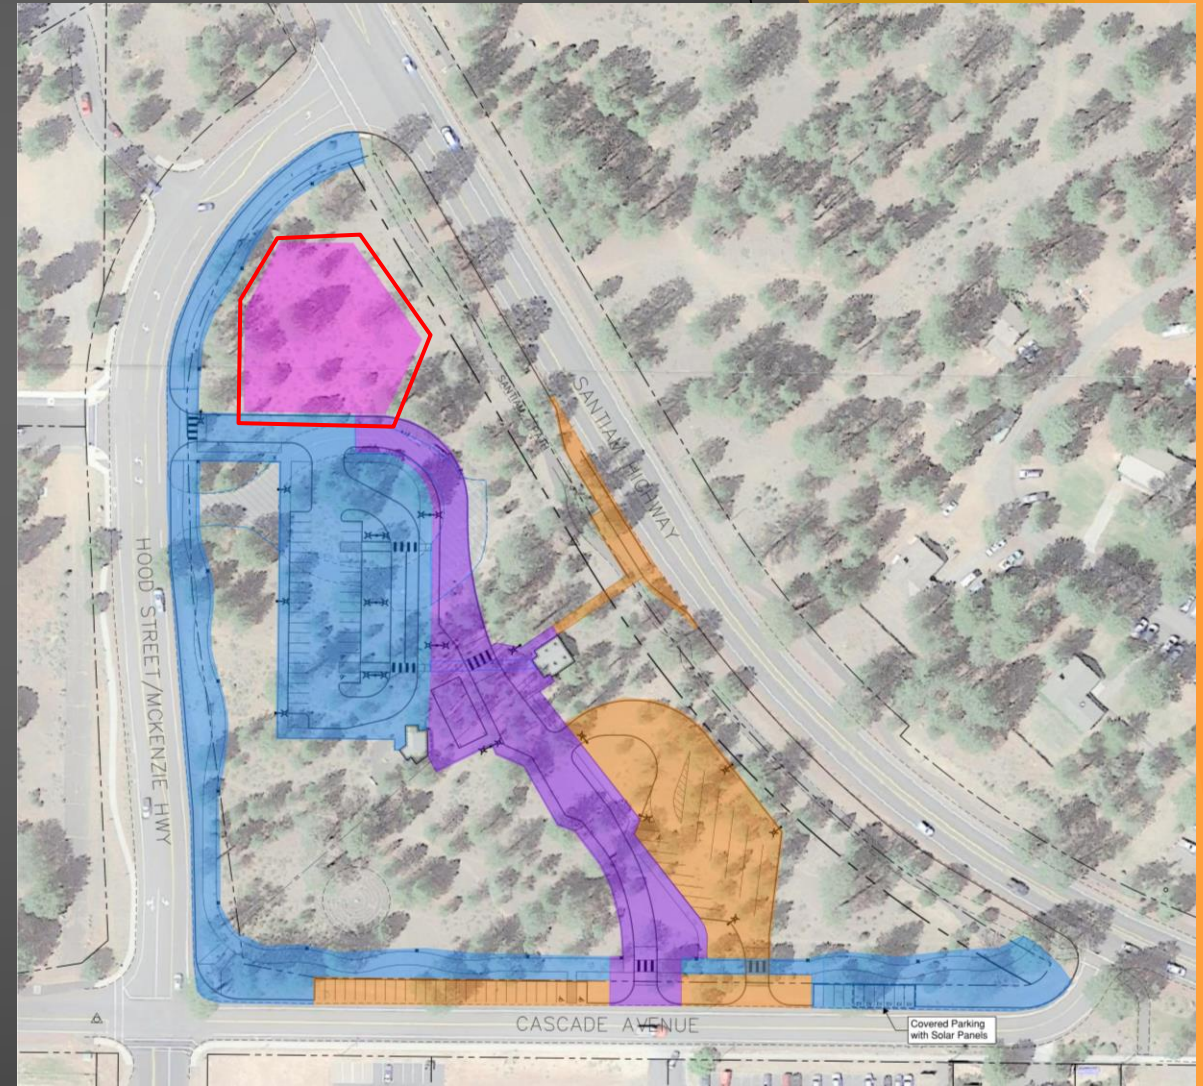 SANTIAM HIGHWAY
HOOD STREET/MCKENZIE HWY
CASCADE AVENUE
Covered Parking
with Solar Panels